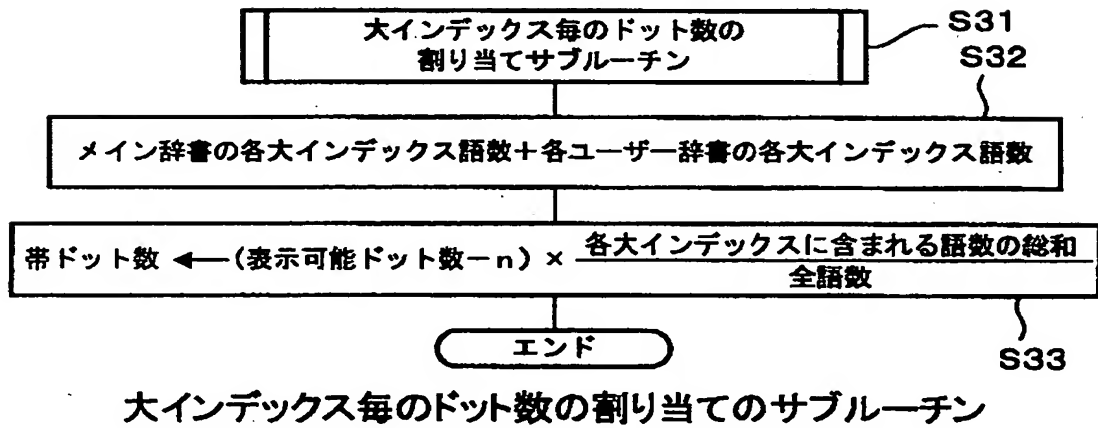 大インデックス毎のドット数の
割り当てサブルーチン
S31
S32
メイン辞書の各大インデックス語数+各ユーザー辞書の各大インデックス語数
帯ドット数 ← (表示可能ドット数-n) × 各大インデックスに含まれる語数の総和
全語数
エンド
S33
大インデックス毎のドット数の割り当てのサブルーチン